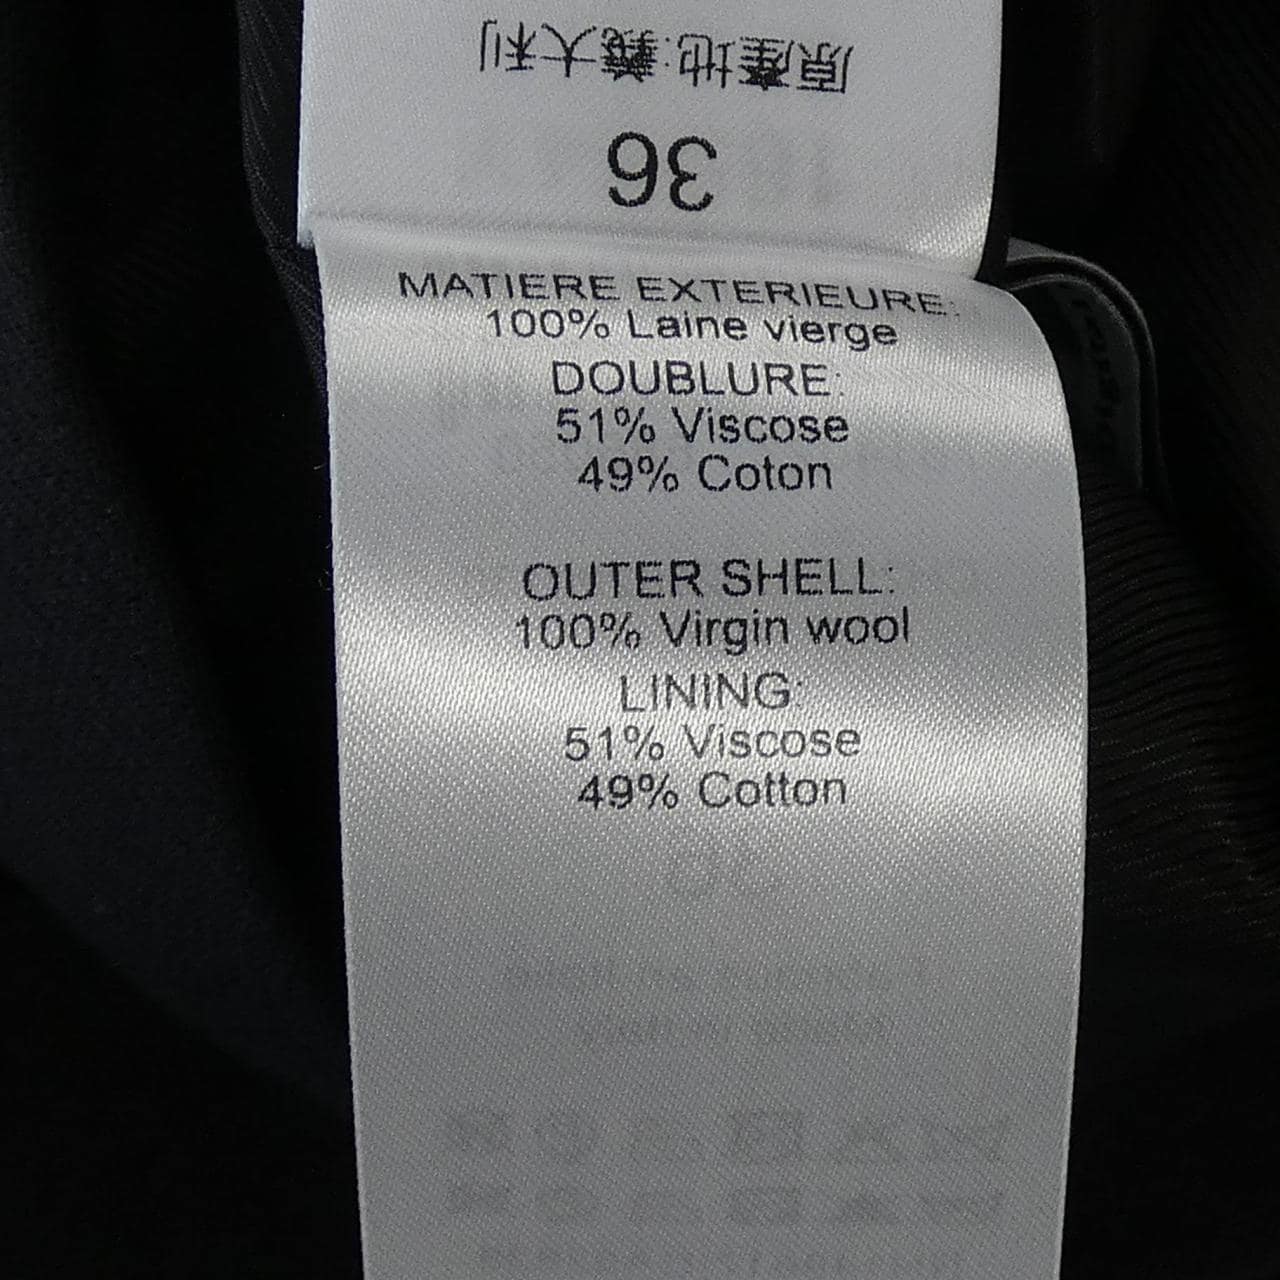 原產地:義大利
36
MATIERE EXTERIEURE:
100% Laine vierge
DOUBLURE:
51% Viscose
49% Coton
OUTER SHELL:
100% Virgin wool
LINING:
51% Viscose
49% Cotton